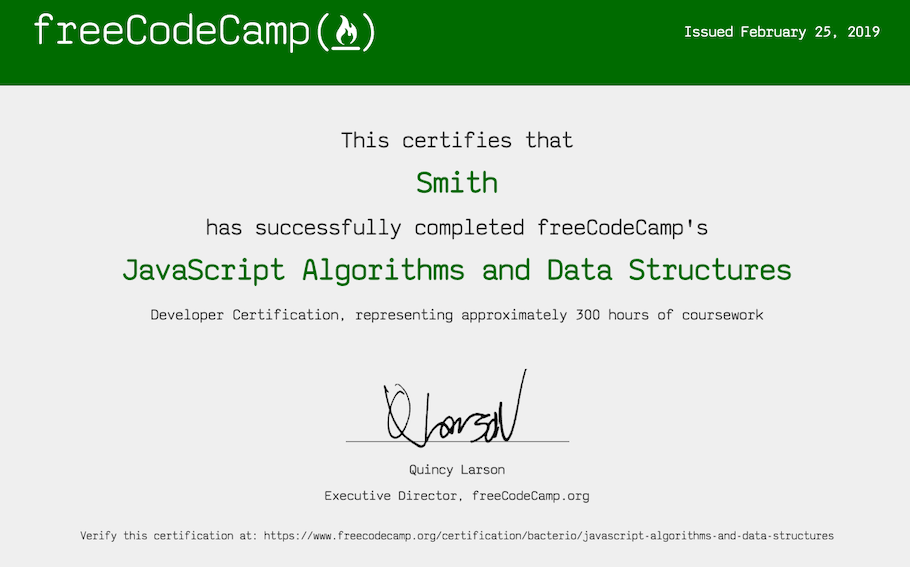 freeCodeCamp()
Issued February 25, 2019
This certifies that
Smith
has successfully completed freeCodeCamp's
JavaScript Algorithms and Data Structures
Developer Certification, representing approximately 300 hours of coursework
Q Larson
Quincy Larson
Executive Director, freeCodeCamp.org
Verify this certification at: https://www.freecodecamp.org/certification/bacterio/javascript-algorithms-and-data-structures